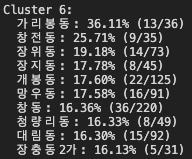 Cluster 6:
가리봉동: 36.11% (13/36)
창전동: 25.71% (9/35)
장위동: 19.18% (14/73)
장지동: 17.78% (8/45)
개봉동: 17.60% (22/125)
망우동: 17.58% (16/91)
창동: 16.36% (36/220)
청량리동: 16.33% (8/49)
대림동: 16.30% (15/92)
장충동2가: 16.13% (5/31)